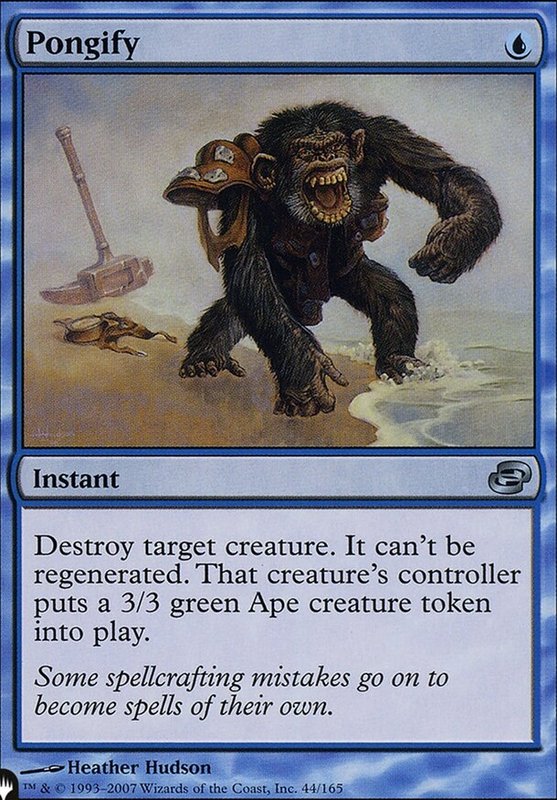 Pongify
Instant
Destroy target creature. It can't be
regenerated. That creature's controller
puts a 3/3 green Ape creature token
into play.
Some spellcrafting mistakes go on to
become spells of their own.
Heather Hudson
™ & © 1993–2007 Wizards of the Coast, Inc. 44/165